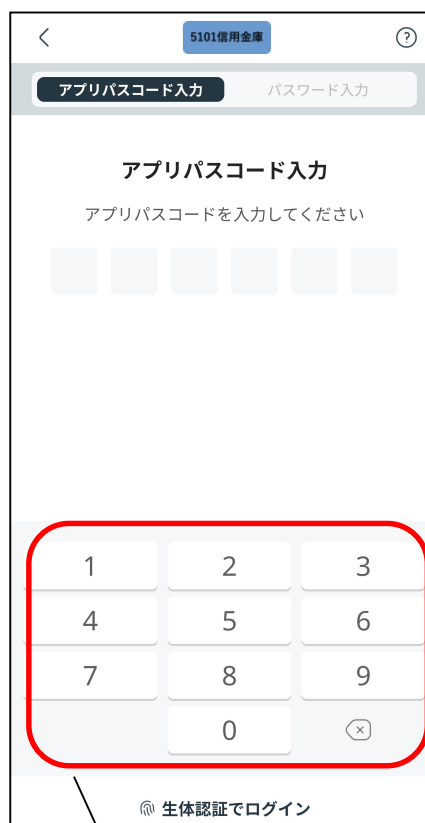 5101信用金庫 ?
アプリパスコード入力 パスワード入力
アプリパスコード入力
アプリパスコードを入力してください
1 2 3
4 5 6
7 8 9
0
生体認証でログイン